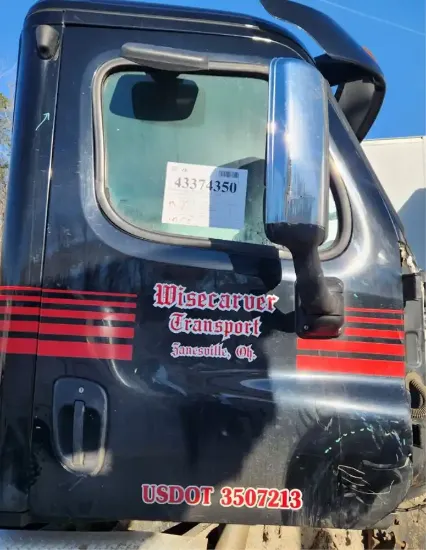 43374350
Wisecarver
Transport
Zanesville, Oh.
USDOT 3507213